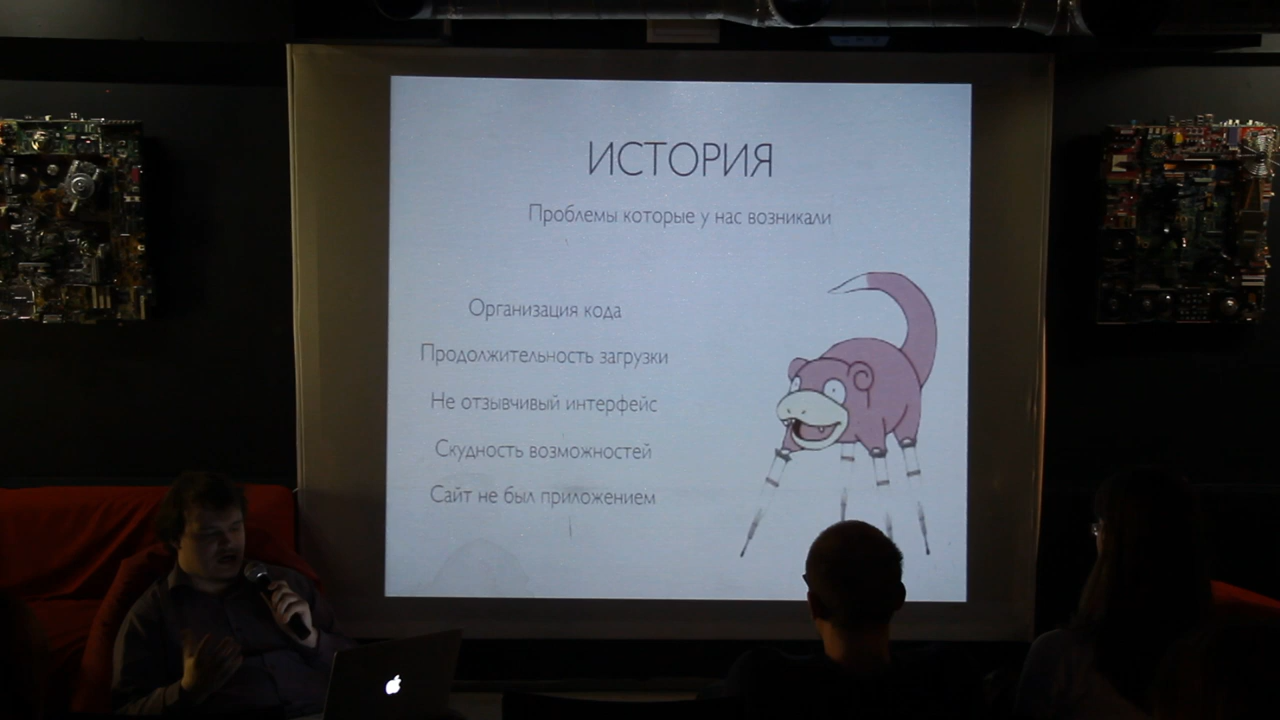 ИСТОРИЯ
Проблемы которые у нас возникали
Организация кода
Продолжительность загрузки
Не отзывчивый интерфейс
Скудность возможностей
Сайт не был приложением